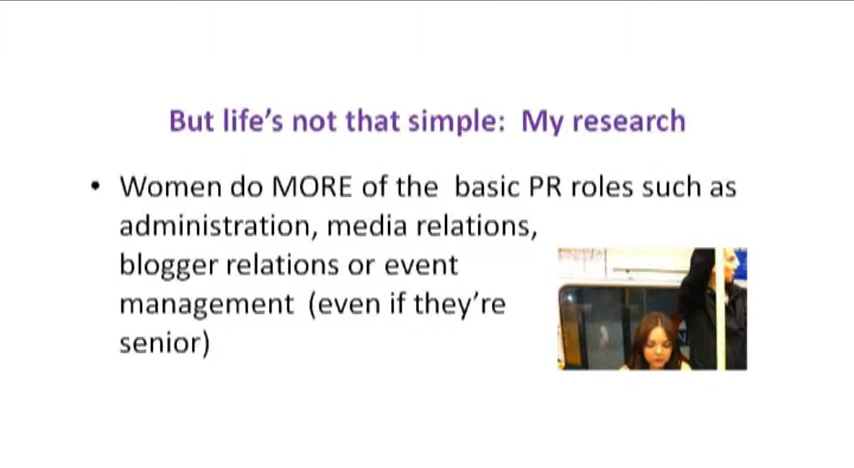 But life's not that simple: My research
• Women do MORE of the basic PR roles such as
administration, media relations,
blogger relations or event
management (even if they're
senior)